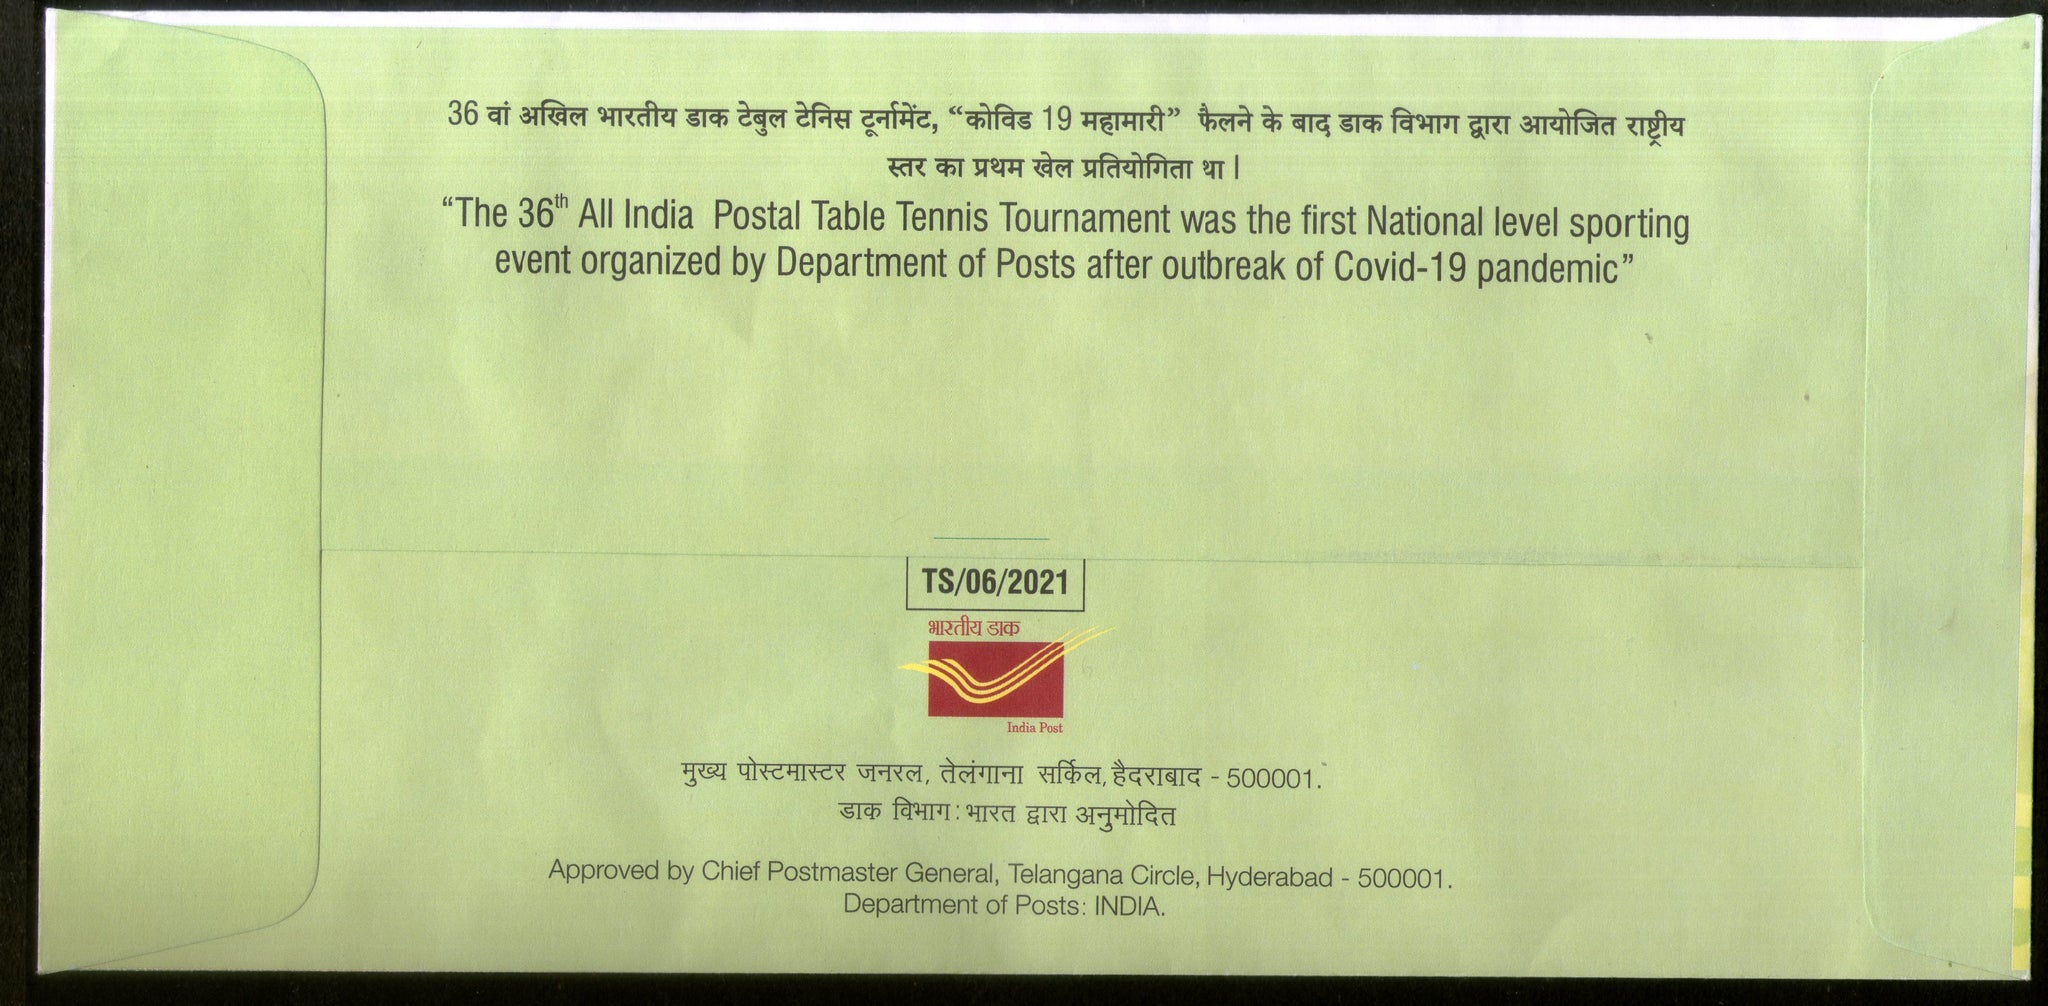 36 वां अखिल भारतीय डाक टेबुल टेनिस टूर्नामेंट, “कोविड 19 महामारी” फैलने के बाद डाक विभाग द्वारा आयोजित राष्ट्रीय
स्तर का प्रथम खेल प्रतियोगिता था |
“The 36th All India Postal Table Tennis Tournament was the first National level sporting
event organized by Department of Posts after outbreak of Covid-19 pandemic”
TS/06/2021
भारतीय डाक
India Post
मुख्य पोस्टमास्टर जनरल, तेलंगाना सर्किल, हैदराबाद - 500001.
डाक विभाग: भारत द्वारा अनुमोदित
Approved by Chief Postmaster General, Telangana Circle, Hyderabad - 500001.
Department of Posts: INDIA.